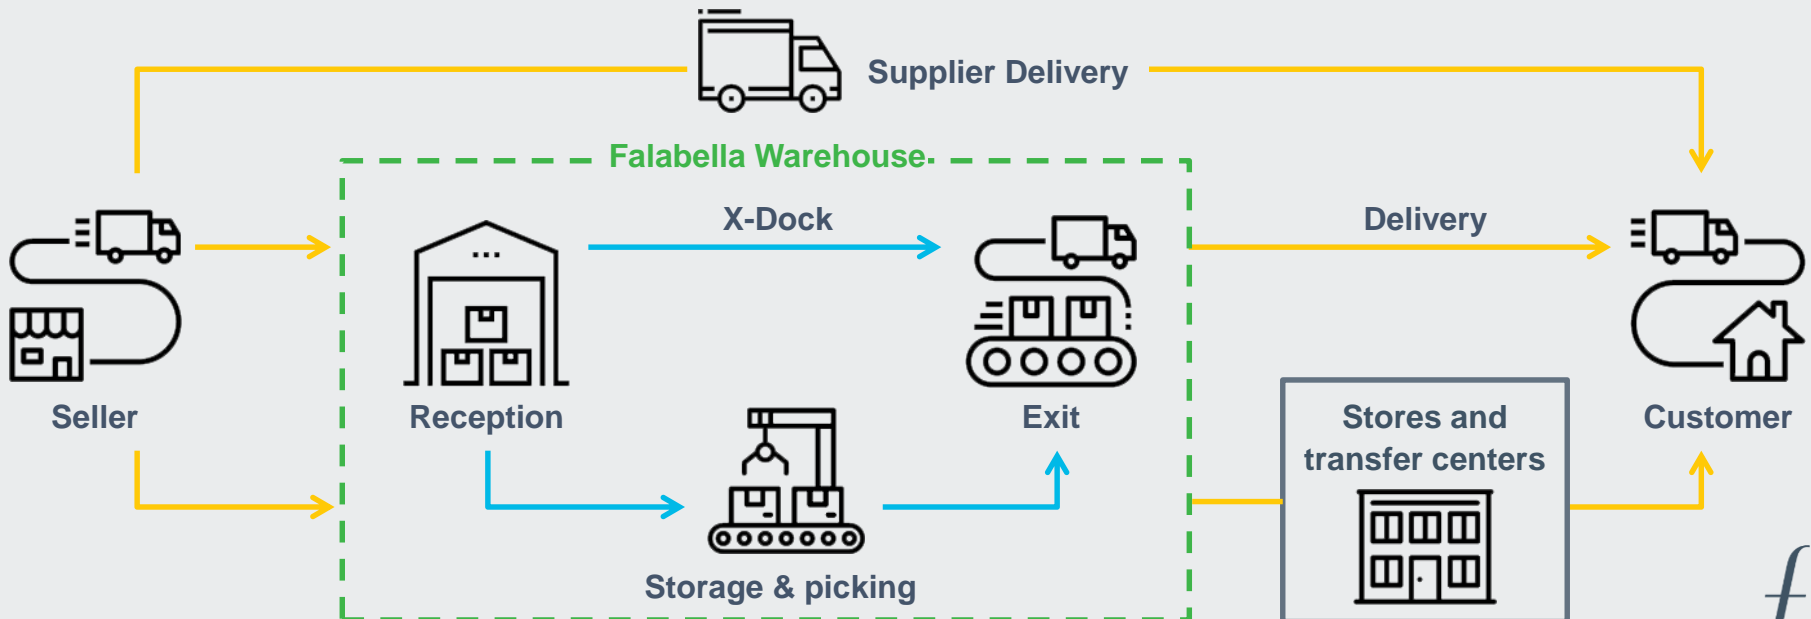 Supplier Delivery
Falabella Warehouse
X-Dock
Delivery
Seller
Reception
Exit
Stores and
transfer centers
Customer
Storage & picking
f